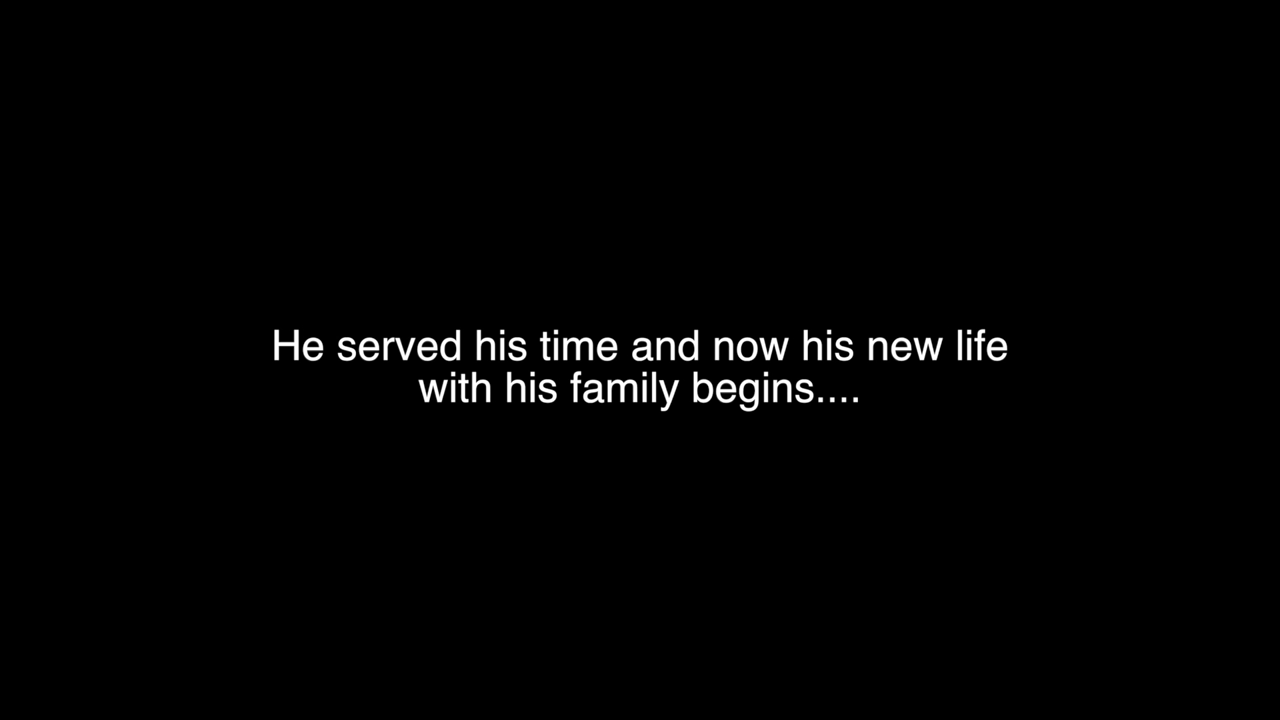 He served his time and now his new life
with his family begins....